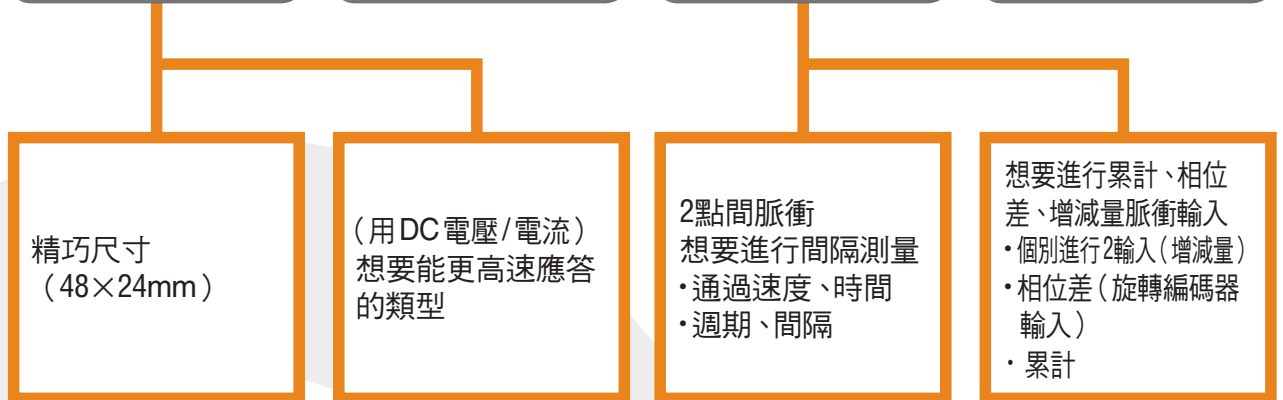 精巧尺寸
（48×24mm）
（用DC電壓/電流）
想要能更高速應答
的類型
2點間脈衝
想要進行間隔測量
•通過速度、時間
•週期、間隔
想要進行累計、相位
差、增減量脈衝輸入
•個別進行2輸入（增減量）
•相位差（旋轉編碼器
輸入）
· 累計